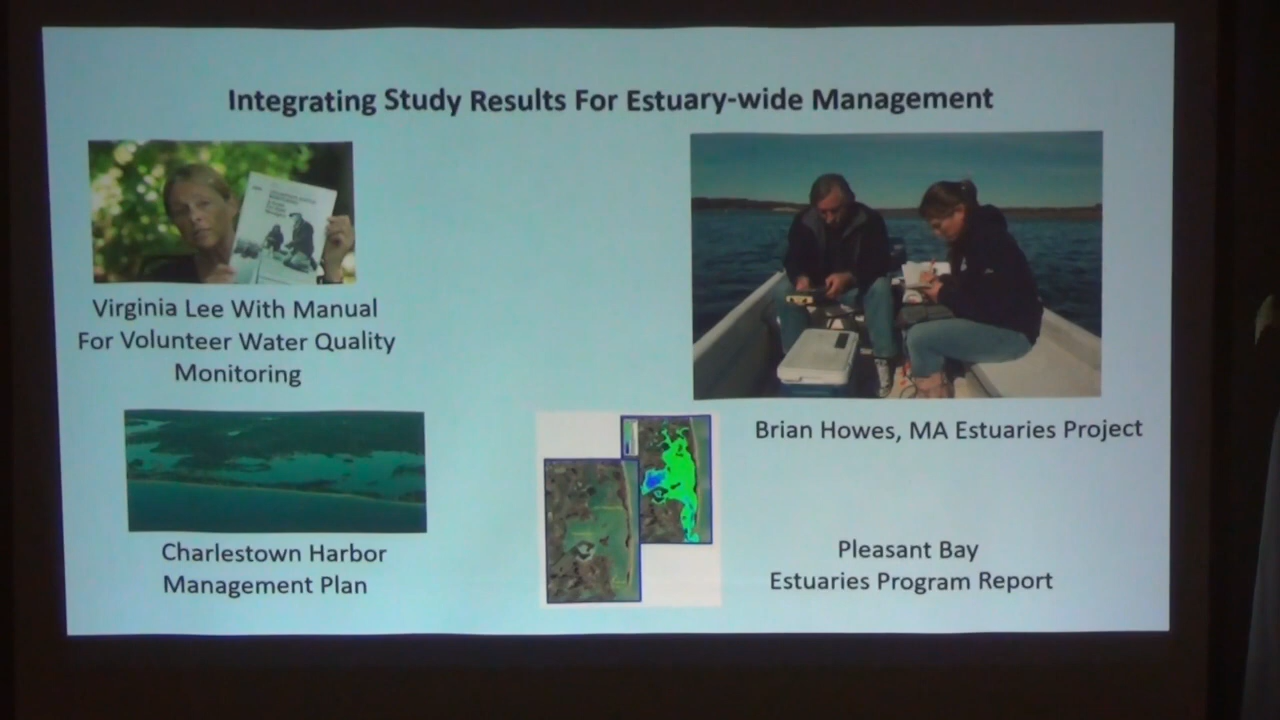 Integrating Study Results For Estuary-wide Management
Virginia Lee With Manual
For Volunteer Water Quality
Monitoring
Brian Howes, MA Estuaries Project
Charlestown Harbor
Management Plan
Pleasant Bay
Estuaries Program Report